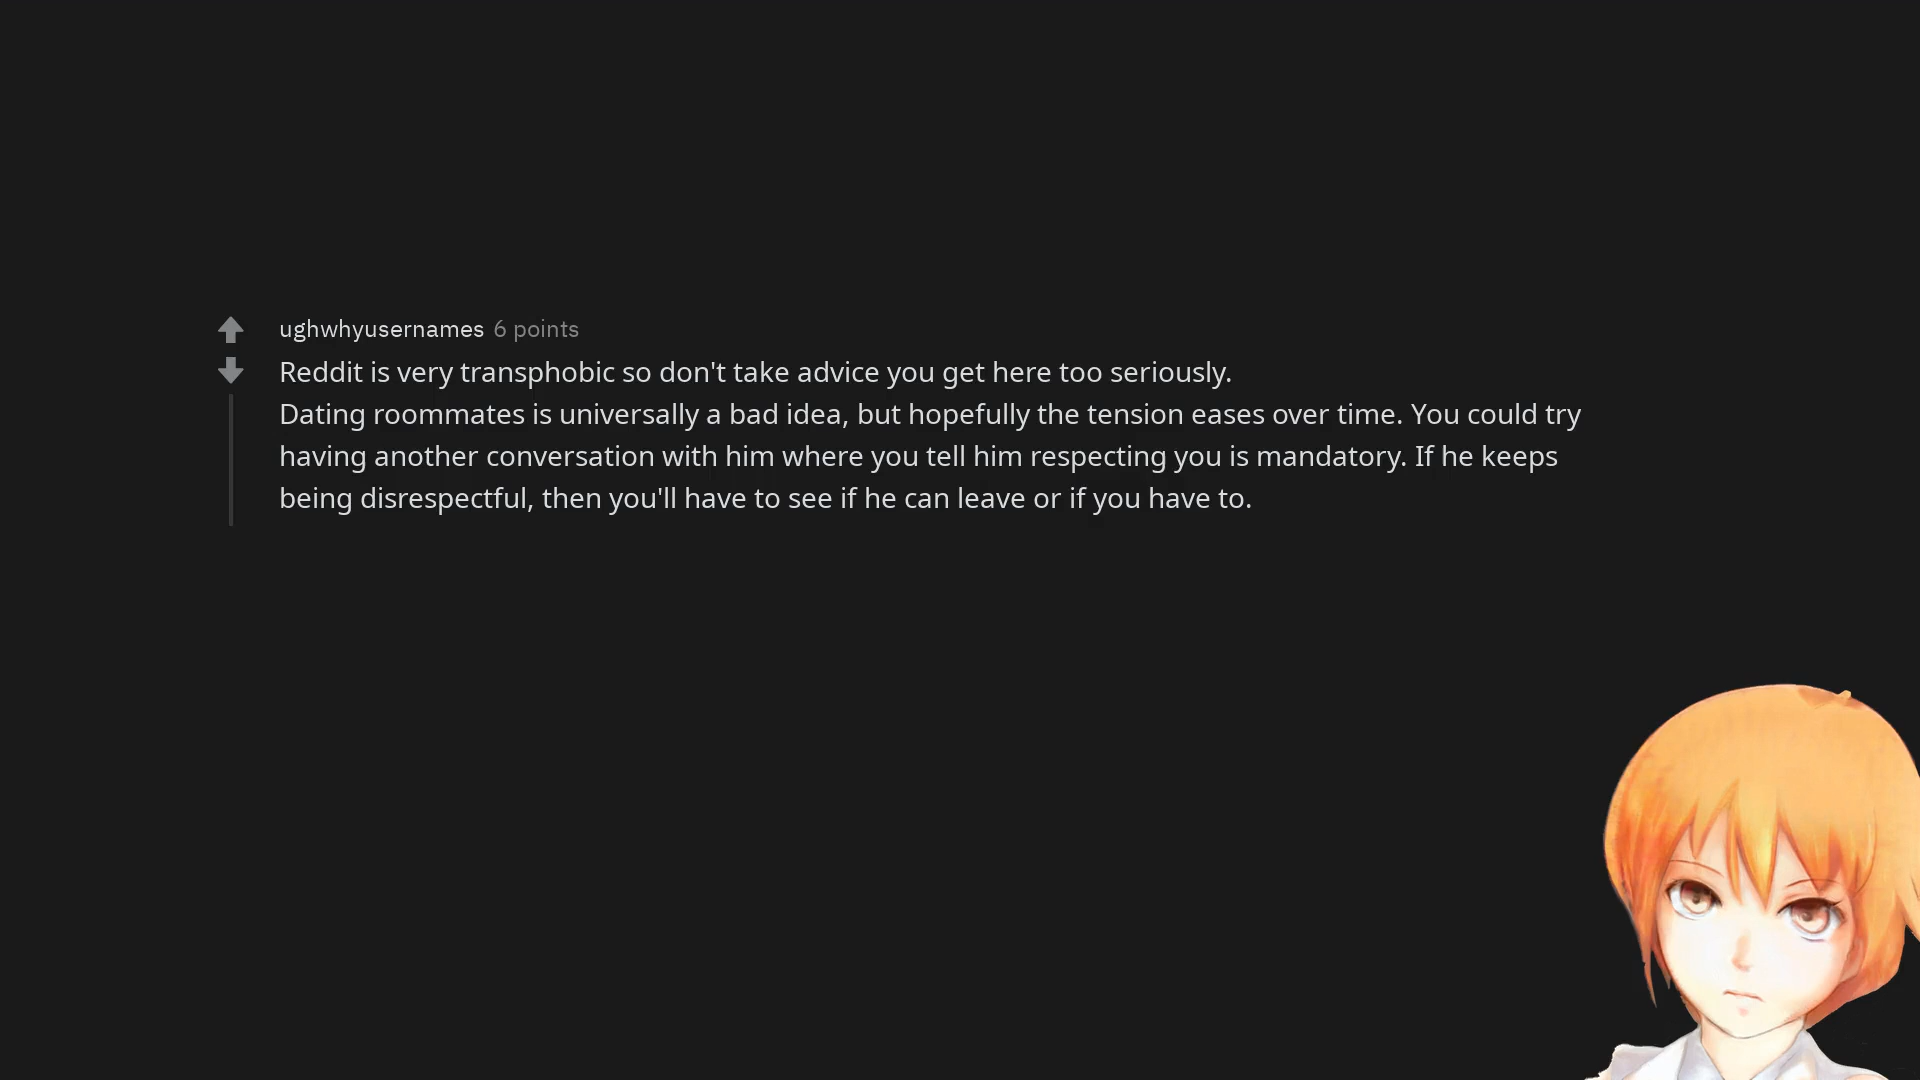 ughwhyusernames 6 points
Reddit is very transphobic so don't take advice you get here too seriously.
Dating roommates is universally a bad idea, but hopefully the tension eases over time. You could try
having another conversation with him where you tell him respecting you is mandatory. If he keeps
being disrespectful, then you'll have to see if he can leave or if you have to.